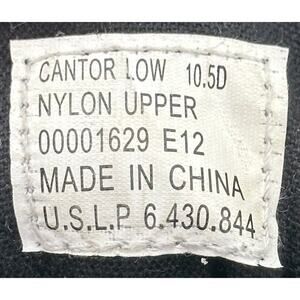 CANTOR LOW 10.5D
NYLON UPPER
00001629 E12
MADE IN CHINA
U.S.L.P 6.430.844